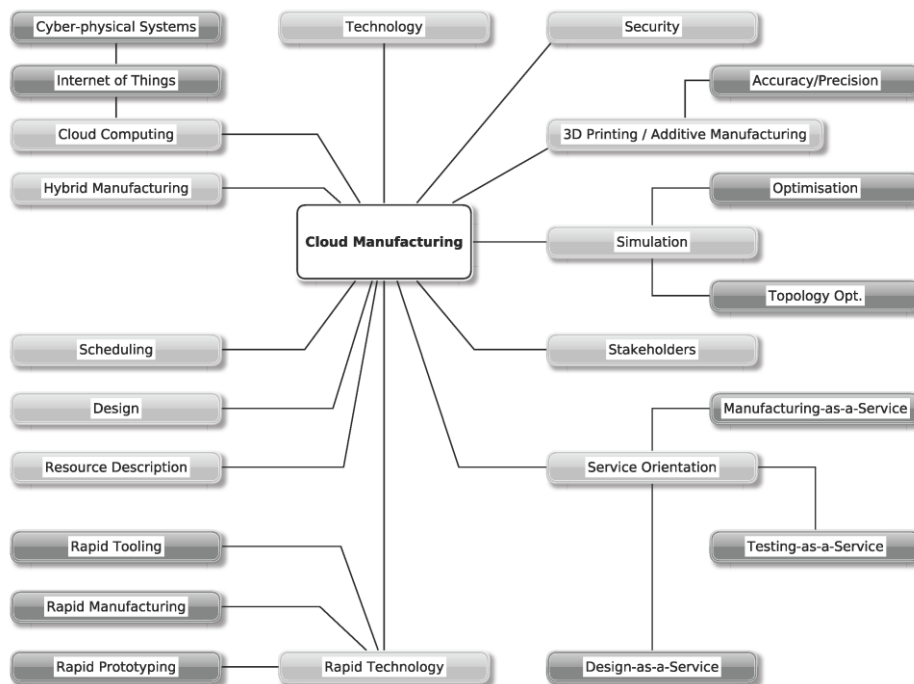 Cyber-physical Systems
Technology
Security
Internet of Things
Accuracy/Precision
Cloud Computing
3D Printing / Additive Manufacturing
Hybrid Manufacturing
Optimisation
Cloud Manufacturing
Simulation
Topology Opt.
Scheduling
Stakeholders
Design
Manufacturing-as-a-Service
Resource Description
Service Orientation
Rapid Tooling
Testing-as-a-Service
Rapid Manufacturing
Rapid Prototyping
Rapid Technology
Design-as-a-Service